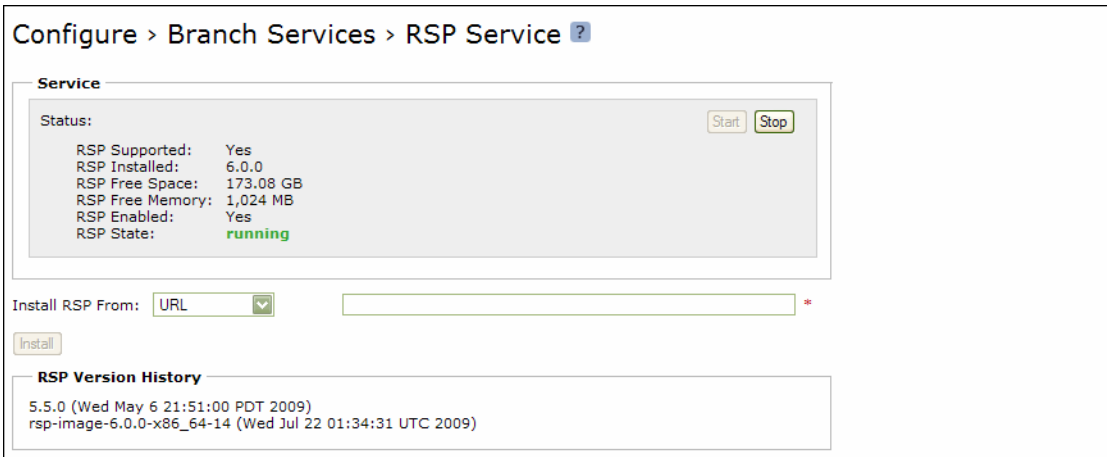 Configure › Branch Services › RSP Service ?
Service
Status:
Start Stop
RSP Supported: Yes
RSP Installed: 6.0.0
RSP Free Space: 173.08 GB
RSP Free Memory: 1,024 MB
RSP Enabled: Yes
RSP State: running
Install RSP From: URL *
Install
RSP Version History
5.5.0 (Wed May 6 21:51:00 PDT 2009)
rsp-image-6.0.0-x86_64-14 (Wed Jul 22 01:34:31 UTC 2009)